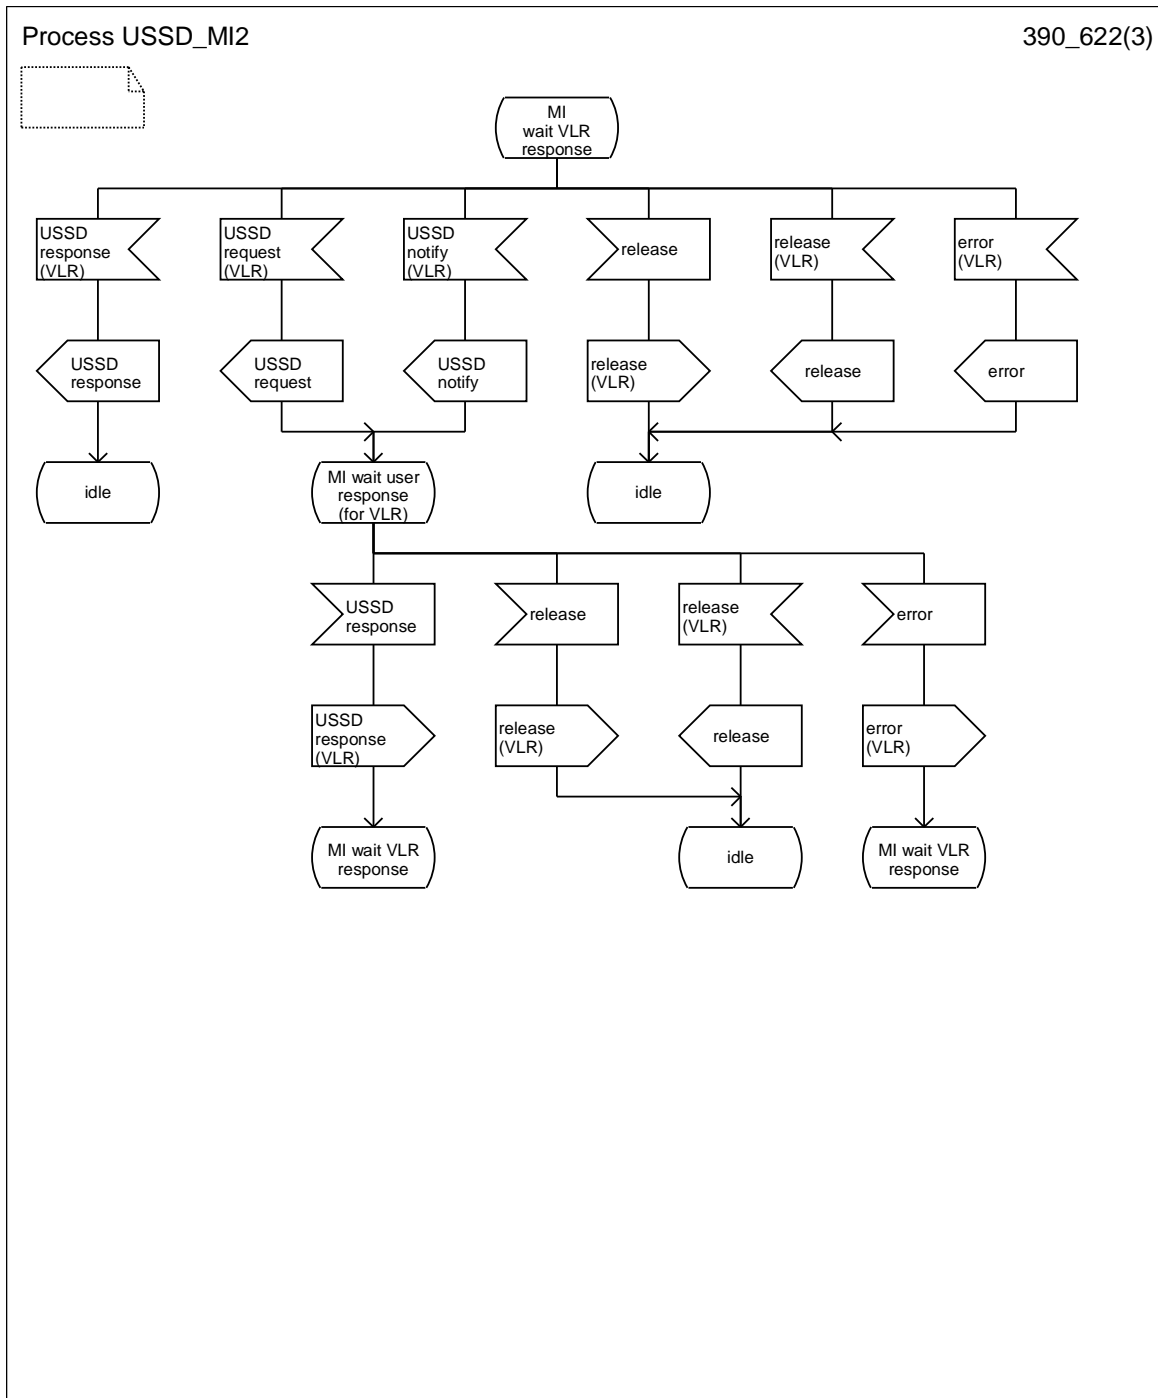 Process USSD_MI2
390_622(3)
MI
wait VLR
response
USSD
response
(VLR)
USSD
request
(VLR)
USSD
notify
(VLR)
release
release
(VLR)
error
(VLR)
USSD
response
USSD
request
USSD
notify
release
(VLR)
release
error
idle
MI wait user
response
(for VLR)
idle
USSD
response
release
release
(VLR)
error
USSD
response
(VLR)
release
(VLR)
release
error
(VLR)
MI wait VLR
response
idle
MI wait VLR
response